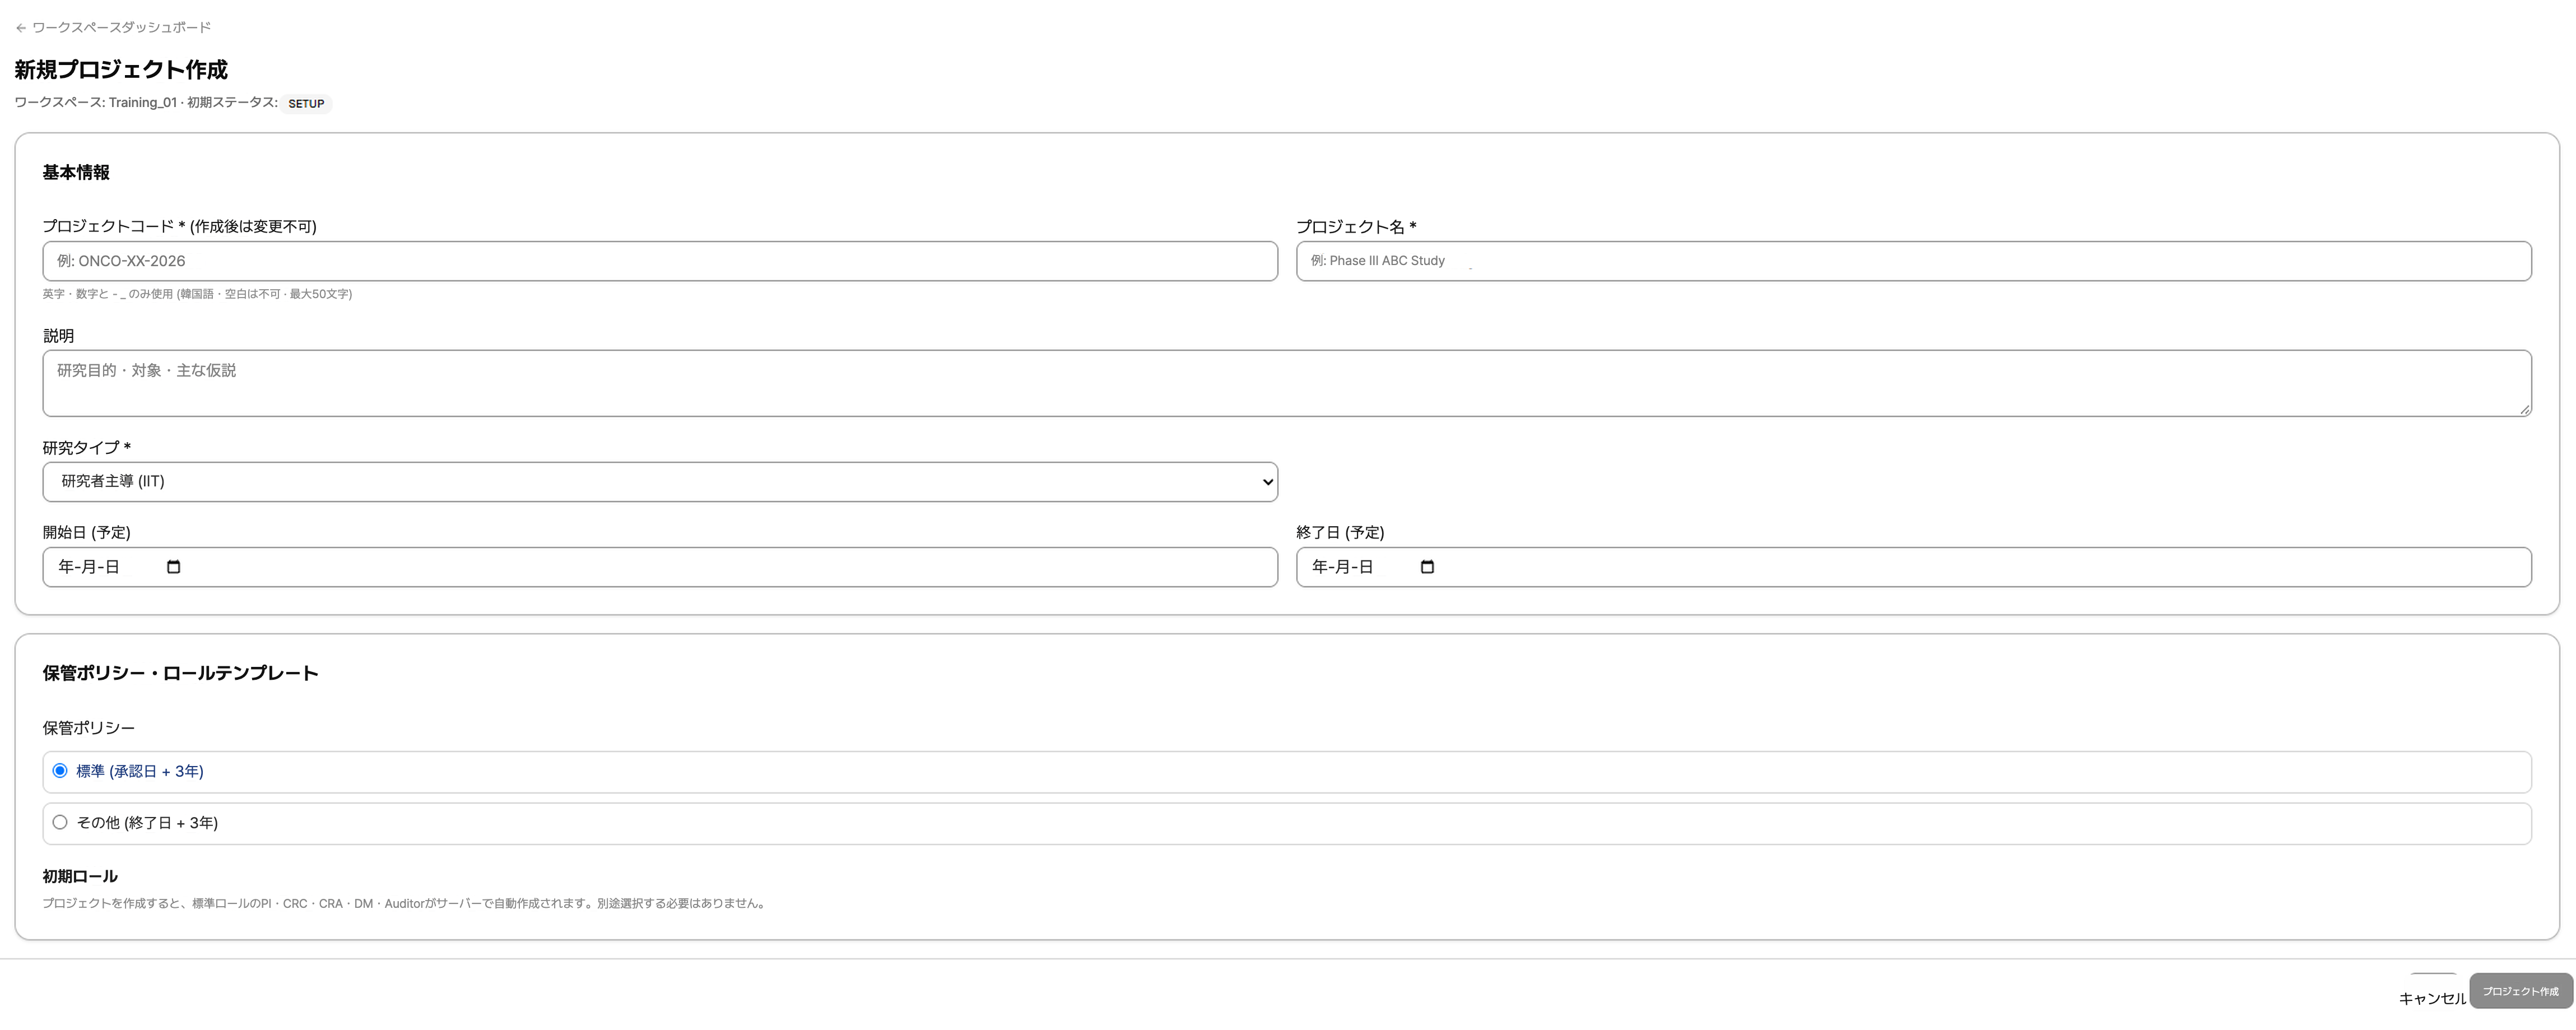 ← ワークスペースダッシュボード
新規プロジェクト作成
ワークスペース: Training_01 · 初期ステータス: SETUP
基本情報
プロジェクトコード * (作成後は変更不可)
例: ONCO-XX-2026
英字・数字と - _ のみ使用 (韓国語・空白は不可 · 最大50文字)
プロジェクト名 *
例: Phase III ABC Study
説明
研究目的・対象・主な仮説
研究タイプ *
研究者主導 (IIT)
開始日 (予定)
年-月-日
終了日 (予定)
年-月-日
保管ポリシー・ロールテンプレート
保管ポリシー
標準 (承認日 + 3年)
その他 (終了日 + 3年)
初期ロール
プロジェクトを作成すると、標準ロールのPI・CRC・CRA・DM・Auditorがサーバーで自動作成されます。別途選択する必要はありません。
キャンセル
プロジェクト作成